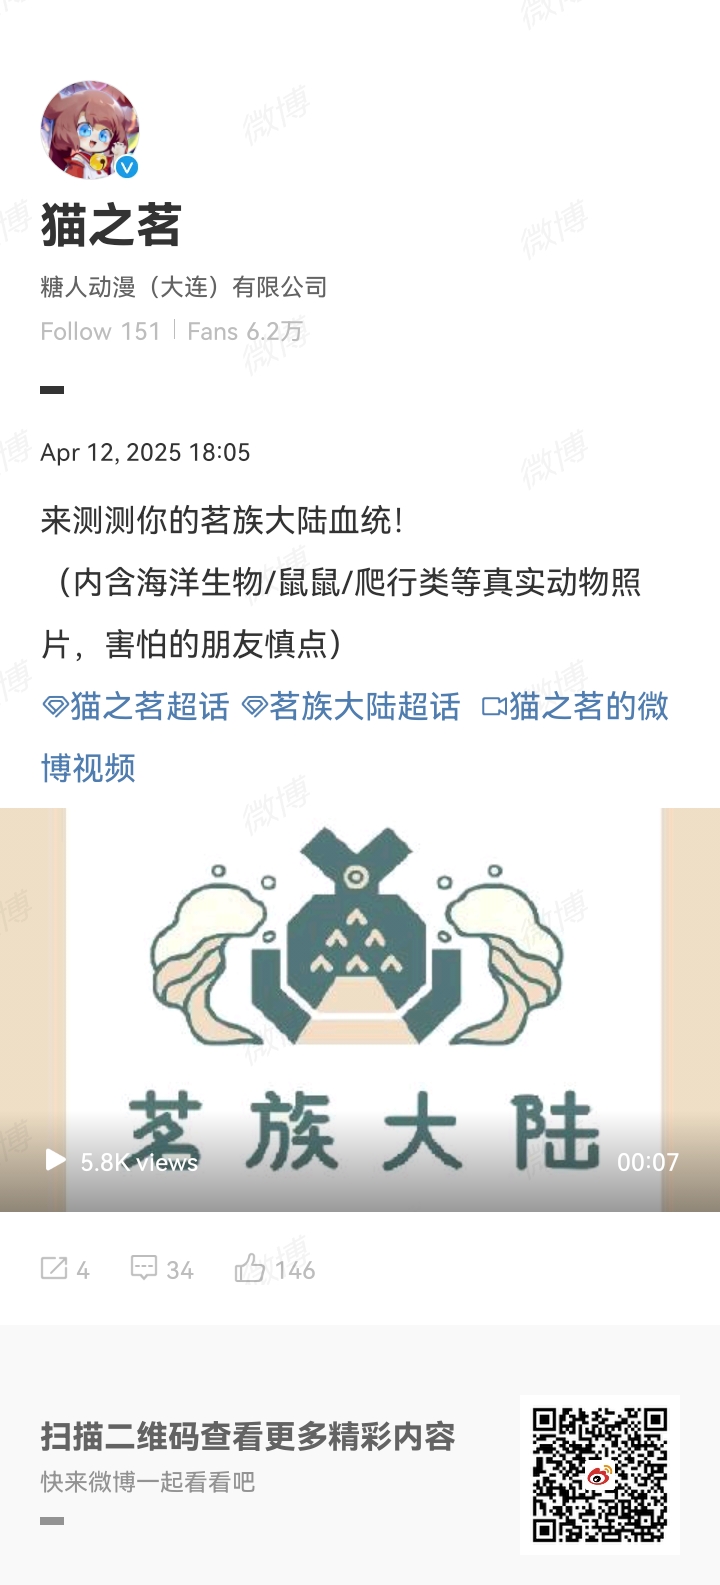 猫之茗
糖人动漫（大连）有限公司
Follow 151 | Fans 6.2万
Apr 12, 2025 18:05
来测测你的茗族大陆血统！
（内含海洋生物/鼠鼠/爬行类等真实动物照
片，害怕的朋友慎点）
猫之茗超话 茗族大陆超话 猫之茗的微
博视频
茗族大陆
5.8K views
00:07
4 34 146
扫描二维码查看更多精彩内容
快来微博一起看看吧
微博